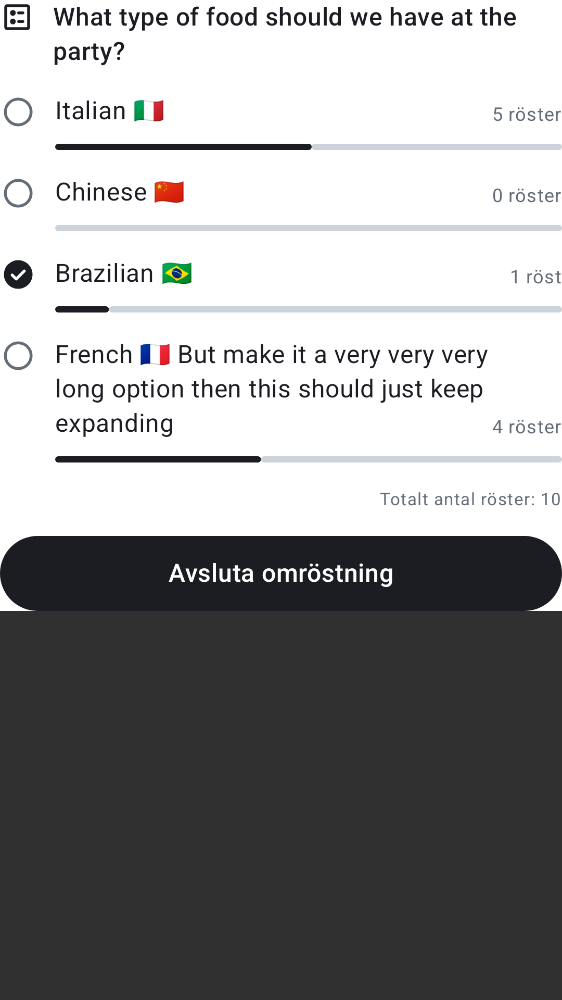 What type of food should we have at the
party?
Italian 🇮🇹
5 röster
Chinese 🇨🇳
0 röster
Brazilian 🇧🇷
1 röst
French 🇫🇷 But make it a very very very
long option then this should just keep
expanding
4 röster
Totalt antal röster: 10
Avsluta omröstning